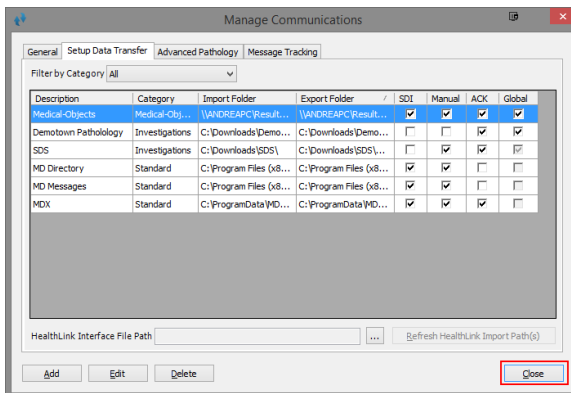 Manage Communications
General Setup Data Transfer Advanced Pathology Message Tracking
Filter by Category All
Description Category Import Folder Export Folder / SDI Manual ACK Global
Medical-Objects Medical-Obj... \\ANDREAPC\Result... \\ANDREAPC\Result...
Demotown Patholology Investigations C:\Downloads\Demo... C:\Downloads\Demo...
SDS Investigations C:\Downloads\SDS\ C:\Downloads\SDS\...
MD Directory Standard C:\Program Files (x8... C:\Program Files (x8...
MD Messages Standard C:\Program Files (x8... C:\Program Files (x8...
MDX Standard C:\ProgramData\MD... C:\ProgramData\MD...
HealthLink Interface File Path ... Refresh HealthLink Import Path(s)
Add Edit Delete Close